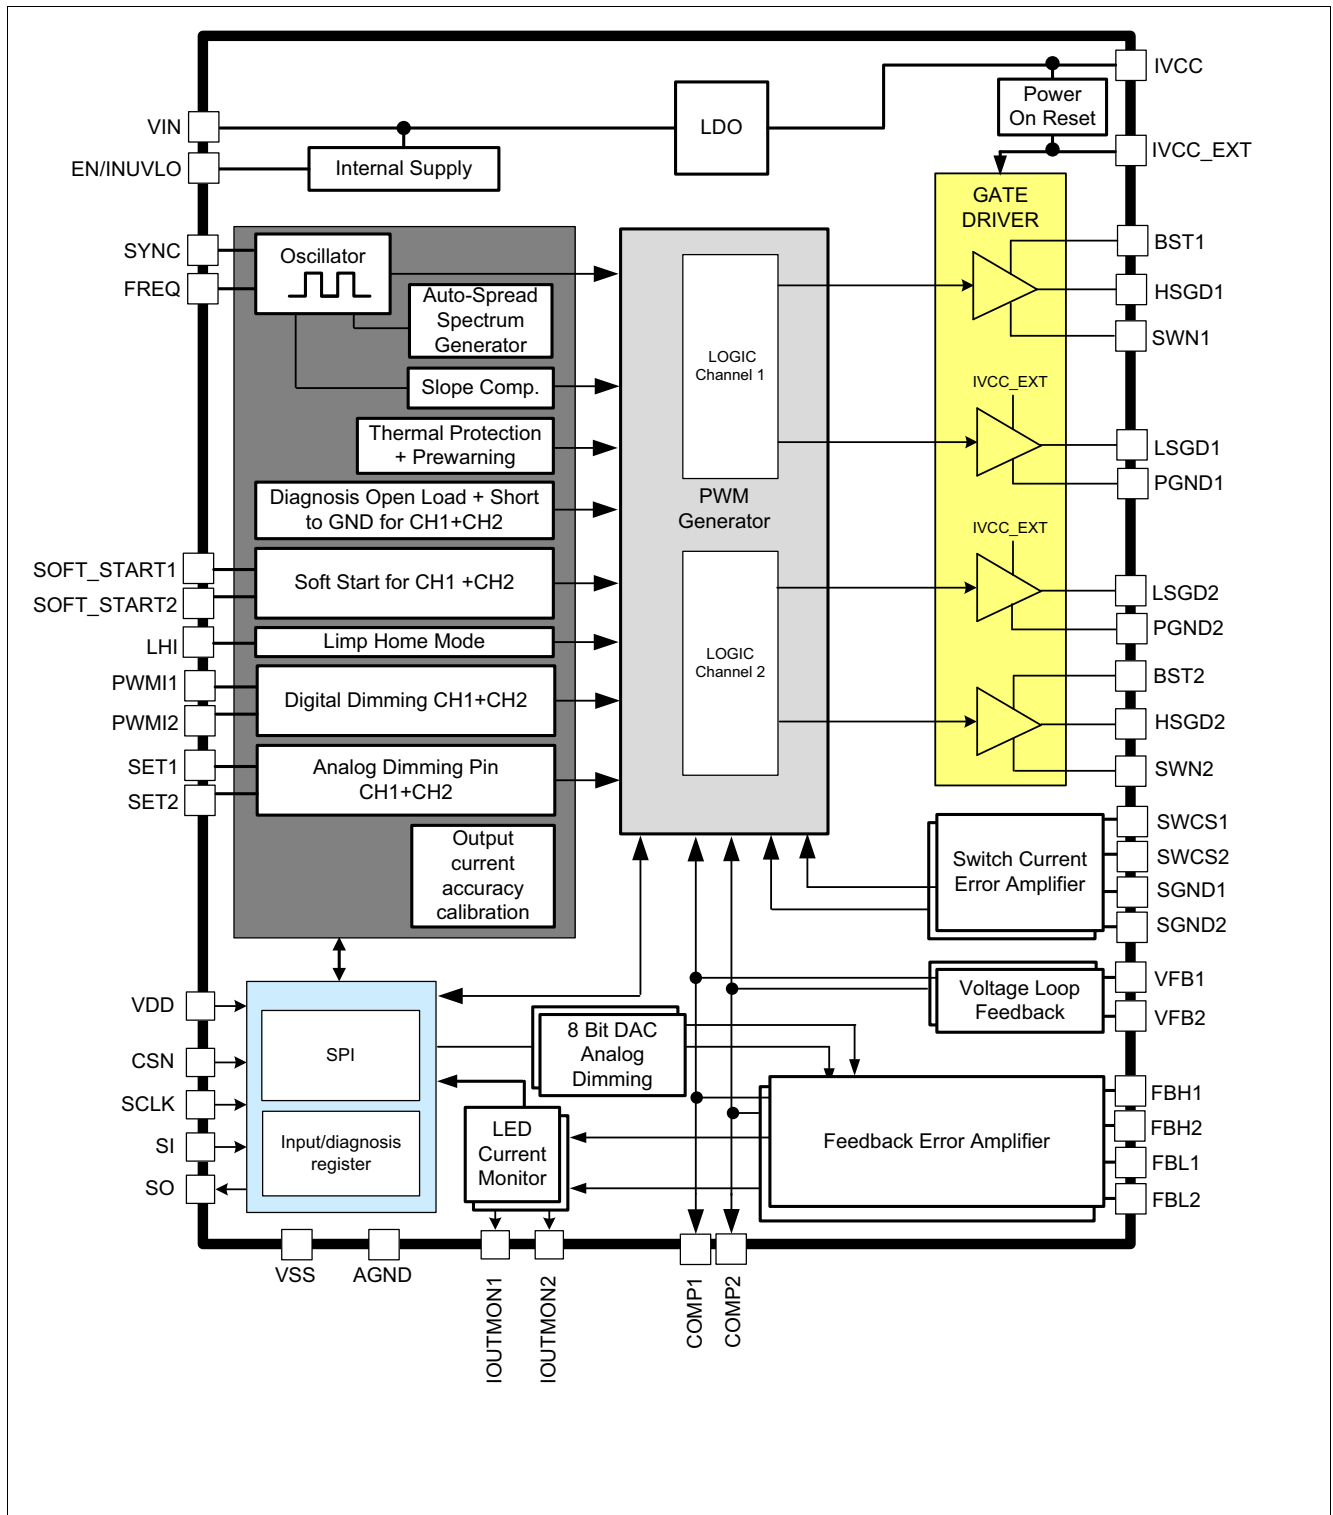 IVCC
Power
On Reset
VIN
LDO
IVCC_EXT
EN/INUVLO
Internal Supply
GATE
DRIVER
SYNC
Oscillator
BST1
FREQ
HSGD1
Auto-Spread
Spectrum
Generator
SWN1
LOGIC
Channel 1
Slope Comp.
IVCC_EXT
Thermal Protection
+ Prewarning
LSGD1
PGND1
Diagnosis Open Load + Short
to GND for CH1+CH2
PWM
Generator
IVCC_EXT
SOFT_START1
Soft Start for CH1 +CH2
SOFT_START2
LSGD2
PGND2
LHI
Limp Home Mode
LOGIC
Channel 2
PWMI1
Digital Dimming CH1+CH2
PWMI2
BST2
HSGD2
SET1
Analog Dimming Pin
CH1+CH2
SET2
SWN2
Output
current
accuracy
calibration
Switch Current
Error Amplifier
SWCS1
SWCS2
SGND1
SGND2
Voltage Loop
Feedback
VFB1
VFB2
VDD
CSN
SCLK
SI
SO
SPI
Input/diagnosis
register
8 Bit DAC
Analog
Dimming
LED
Current
Monitor
Feedback Error Amplifier
FBH1
FBH2
FBL1
FBL2
VSS
AGND
IOUTMON1
IOUTMON2
COMP1
COMP2